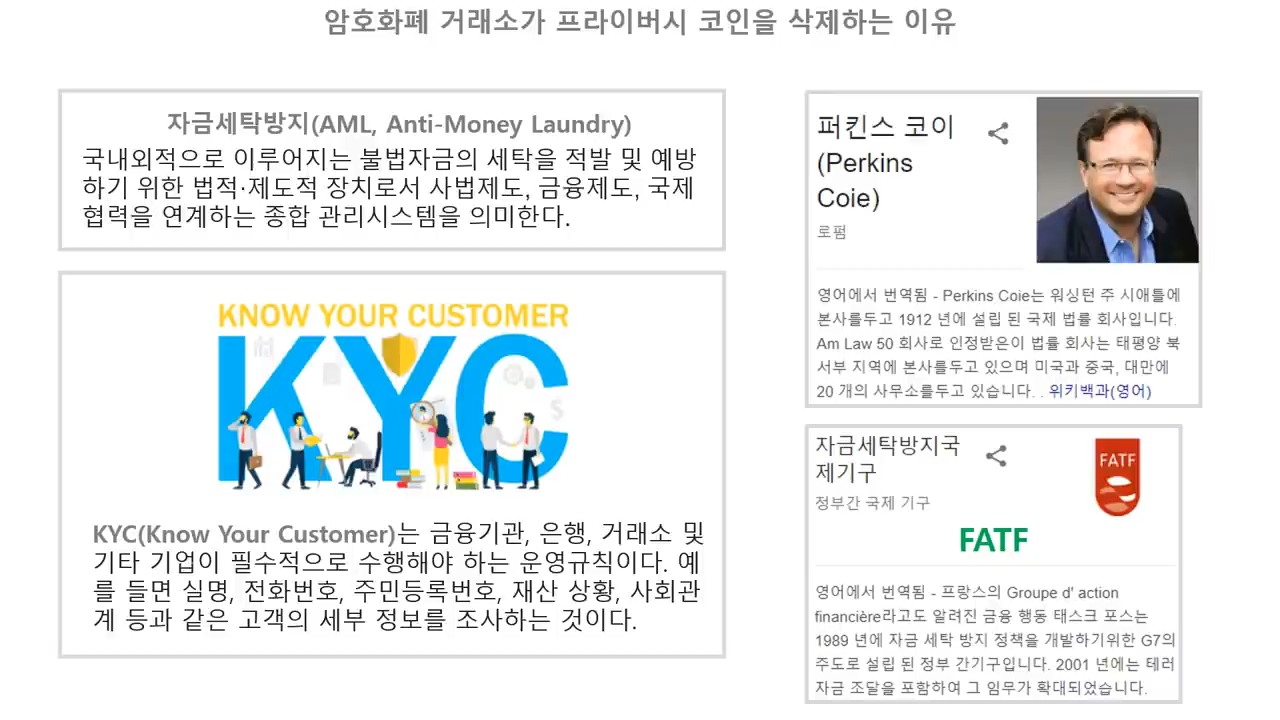 암호화폐 거래소가 프라이버시 코인을 삭제하는 이유
자금세탁방지(AML, Anti-Money Laundry)
국내외적으로 이루어지는 불법자금의 세탁을 적발 및 예방
하기 위한 법적·제도적 장치로서 사법제도, 금융제도, 국제
협력을 연계하는 종합 관리시스템을 의미한다.
KNOW YOUR CUSTOMER
KYC
KYC(Know Your Customer)는 금융기관, 은행, 거래소 및
기타 기업이 필수적으로 수행해야 하는 운영규칙이다. 예
를 들면 실명, 전화번호, 주민등록번호, 재산 상황, 사회관
계 등과 같은 고객의 세부 정보를 조사하는 것이다.
퍼킨스 코이
(Perkins
Coie)
로펌
영어에서 번역됨 - Perkins Coie는 워싱턴 주 시애틀에
본사를두고 1912 년에 설립 된 국제 법률 회사입니다.
Am Law 50 회사로 인정받은이 법률 회사는 태평양 북
서부 지역에 본사를두고 있으며 미국과 중국, 대만에
20 개의 사무소를두고 있습니다. . 위키백과(영어)
자금세탁방지국
제기구
정부간 국제 기구
FATF
FATF
영어에서 번역됨 - 프랑스의 Groupe d' action
financière라고도 알려진 금융 행동 태스크 포스는
1989 년에 자금 세탁 방지 정책을 개발하기위한 G7의
주도로 설립 된 정부 간기구입니다. 2001 년에는 테러
자금 조달을 포함하여 그 임무가 확대되었습니다.